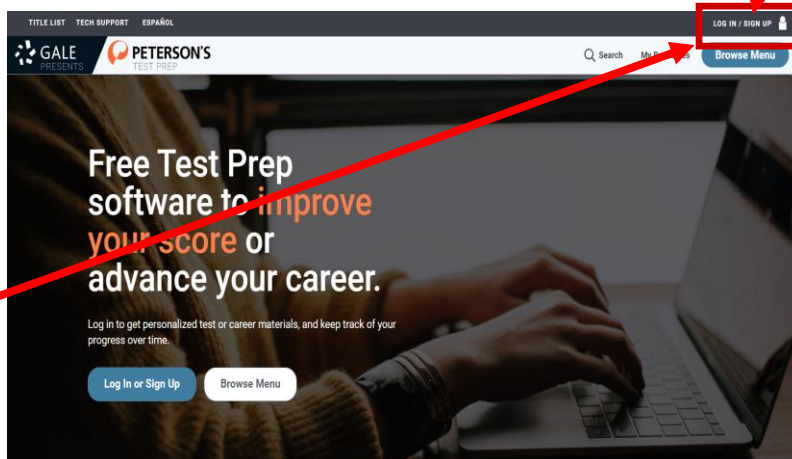 TITLE LIST TECH SUPPORT ESPAÑOL LOG IN / SIGN UP
GALE PRESENTS PETERSON'S TEST PREP Search My Browse Menu
Free Test Prep
software to improve
your score or
advance your career.
Log in to get personalized test or career materials, and keep track of your
progress over time.
Log In or Sign Up Browse Menu